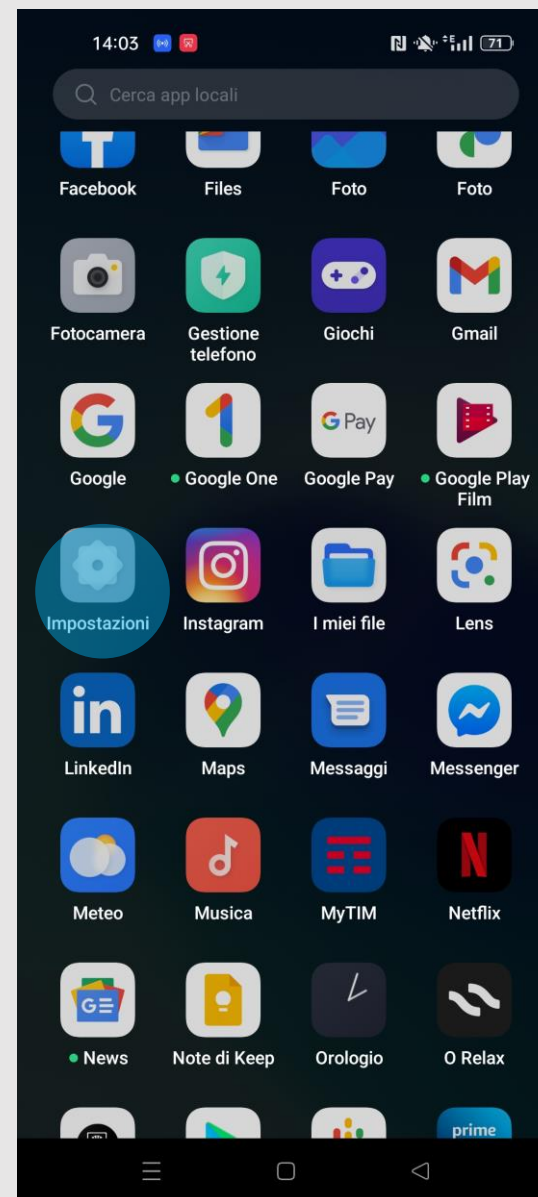 14:03 71
Cerca app locali
Facebook Files Foto Foto
Fotocamera Gestione telefono Giochi Gmail
G Pay
Google Google One Google Pay Google Play Film
Impostazioni Instagram I miei file Lens
in
LinkedIn Maps Messaggi Messenger
Meteo Musica MyTIM Netflix
News Note di Keep Orologio O Relax
prime